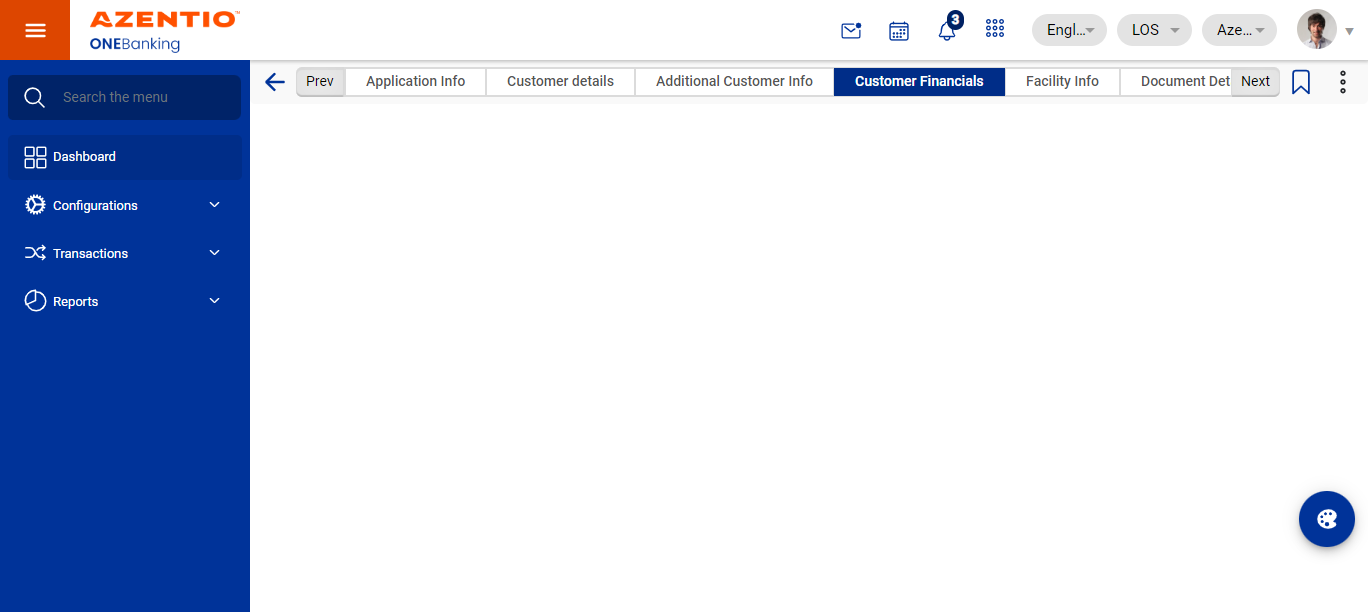 AZENTIO™
ONEBanking
3
Engl...
LOS
Aze...
Search the menu
Dashboard
Configurations
Transactions
Reports
Prev
Application Info
Customer details
Additional Customer Info
Customer Financials
Facility Info
Document Det
Next